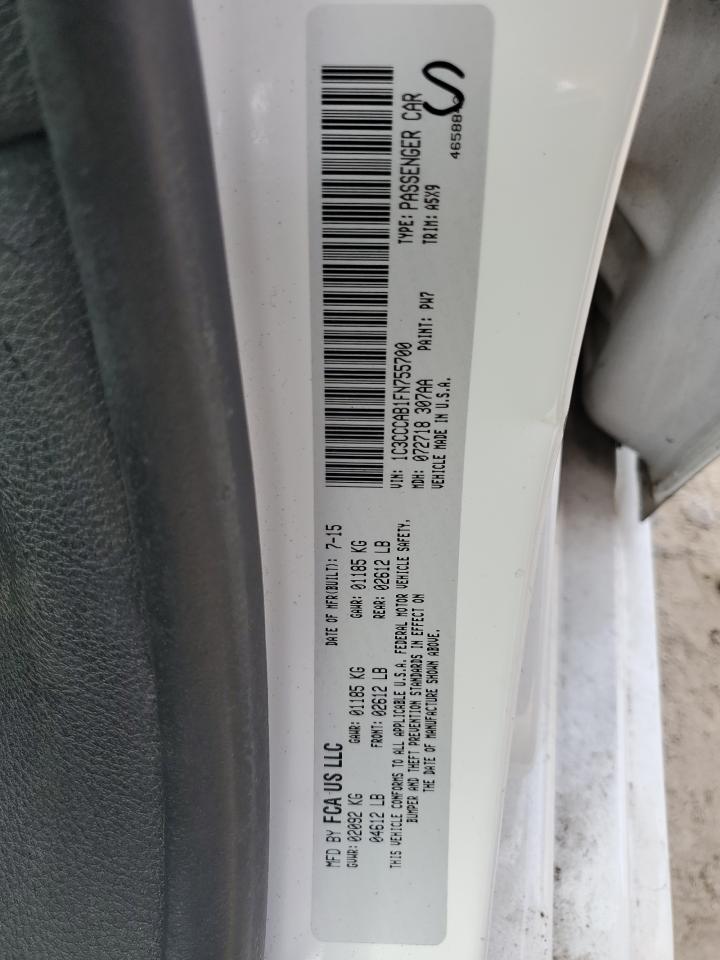 MFD BY FCA US LLC DATE OF MFR(BUILT): 7-15
GVWR: 02092 KG GAWR: 01185 KG GAWR: 01185 KG
04612 LB FRONT: 02612 LB REAR: 02612 LB
THIS VEHICLE CONFORMS TO ALL APPLICABLE U.S.A. FEDERAL MOTOR VEHICLE SAFETY,
BUMPER AND THEFT PREVENTION STANDARDS IN EFFECT ON
THE DATE OF MANUFACTURE SHOWN ABOVE.
VIN: 1C3CCCAB1FN755700 TYPE: PASSENGER CAR
MDH: 072718 307AA PAINT: PW7 TRIM: A5X9
VEHICLE MADE IN U.S.A.
S